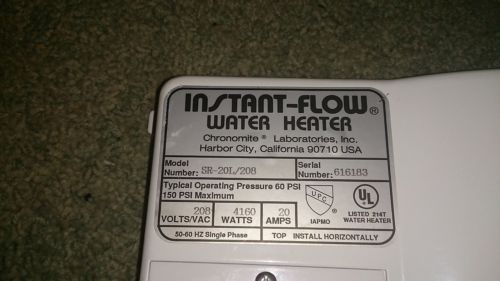 INSTANT-FLOW®
WATER HEATER
Chronomite® Laboratories, Inc.
Harbor City, California 90710 USA
Model Number: SR-20L/208
Serial Number: 616183
Typical Operating Pressure 60 PSI
150 PSI Maximum
UPC
IAPMO
UL
LISTED 216T
WATER HEATER
208 VOLTS/VAC
4160 WATTS
20 AMPS
50-60 HZ Single Phase
TOP INSTALL HORIZONTALLY